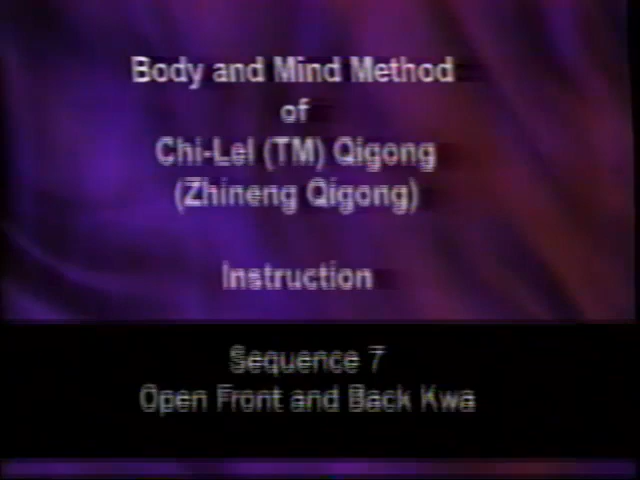 Body and Mind Method
of
Chi-Lel (TM) Qigong
(Zhineng Qigong)
Instruction
Sequence 7
Open Front and Back Kwa